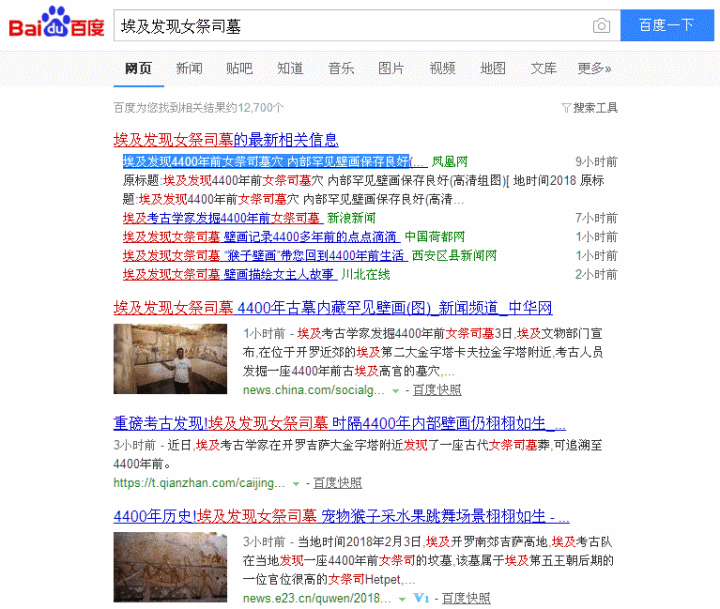 Bai du 百度 埃及发现女祭司墓 百度一下
网页 新闻 贴吧 知道 音乐 图片 视频 地图 文库 更多»
百度为您找到相关结果约12,700个 搜索工具
埃及发现女祭司墓的最新相关信息
埃及发现4400年前女祭司墓穴 内部罕见壁画保存良好(... 凤凰网 9小时前
原标题:埃及发现4400年前女祭司墓穴 内部罕见壁画保存良好(高清组图)[ 地时间2018 原标
题:埃及发现4400年前女祭司墓穴 内部罕见壁画保存良好(高清...
埃及考古学家发掘4400年前女祭司墓 新浪新闻 7小时前
埃及发现女祭司墓 壁画记录4400多年前的点点滴滴 中国荷都网 1小时前
埃及发现女祭司墓 “猴子壁画”带您回到4400年前生活 西安区县新闻网 1小时前
埃及发现女祭司墓 壁画描绘女主人故事 川北在线 2小时前
埃及发现女祭司墓 4400年古墓内藏罕见壁画(图)_新闻频道_中华网
1小时前 - 埃及考古学家发掘4400年前女祭司墓3日,埃及文物部门宣
布,在位于开罗近郊的埃及第二大金字塔卡夫拉金字塔附近,考古人员
发掘一座4400年前古埃及高官的墓穴,...
news.china.com/socialg... - 百度快照
重磅考古发现!埃及发现女祭司墓 时隔4400年内部壁画仍栩栩如生_...
3小时前 - 近日,埃及考古学家在开罗吉萨大金字塔附近发现了一座古代女祭司墓葬,可追溯至
4400年前。
https://t.qianzhan.com/caijing... - 百度快照
4400年历史!埃及发现女祭司墓 宠物猴子采水果跳舞场景栩栩如生 - ...
3小时前 - 当地时间2018年2月3日,埃及开罗南郊吉萨高地,埃及考古队
在当地发现一座4400年前女祭司的坟墓,该墓属于埃及第五王朝后期的
一位官位很高的女祭司Hetpet,...
news.e23.cn/quwen/2018... V1 - 百度快照